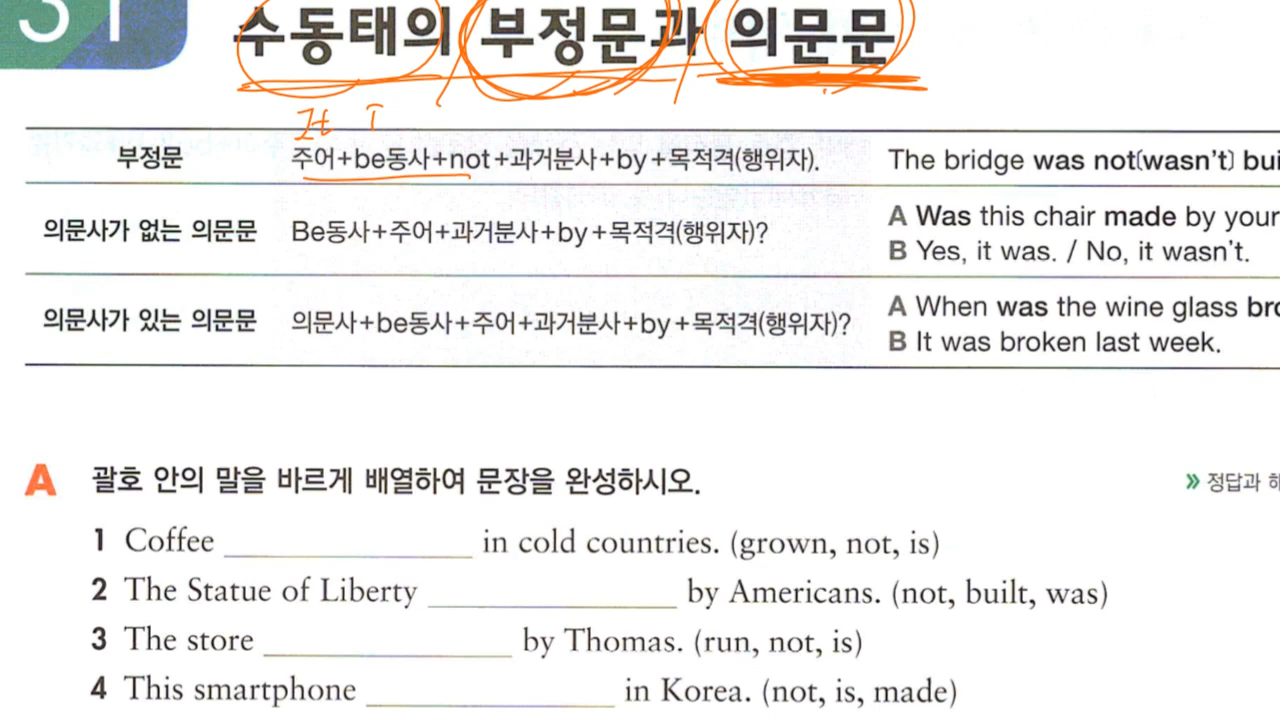 31
수동태의 부정문과 의문문
It I
부정문 주어+be동사+not+과거분사+by+목적격(행위자). The bridge was not(wasn't) bui
의문사가 없는 의문문 Be동사+주어+과거분사+by+목적격(행위자)?
A Was this chair made by your
B Yes, it was. / No, it wasn't.
의문사가 있는 의문문 의문사+be동사+주어+과거분사+by+목적격(행위자)?
A When was the wine glass bro
B It was broken last week.
A 괄호 안의 말을 바르게 배열하여 문장을 완성하시오.
» 정답과 해
1 Coffee ____________ in cold countries. (grown, not, is)
2 The Statue of Liberty ____________ by Americans. (not, built, was)
3 The store ____________ by Thomas. (run, not, is)
4 This smartphone ____________ in Korea. (not, is, made)